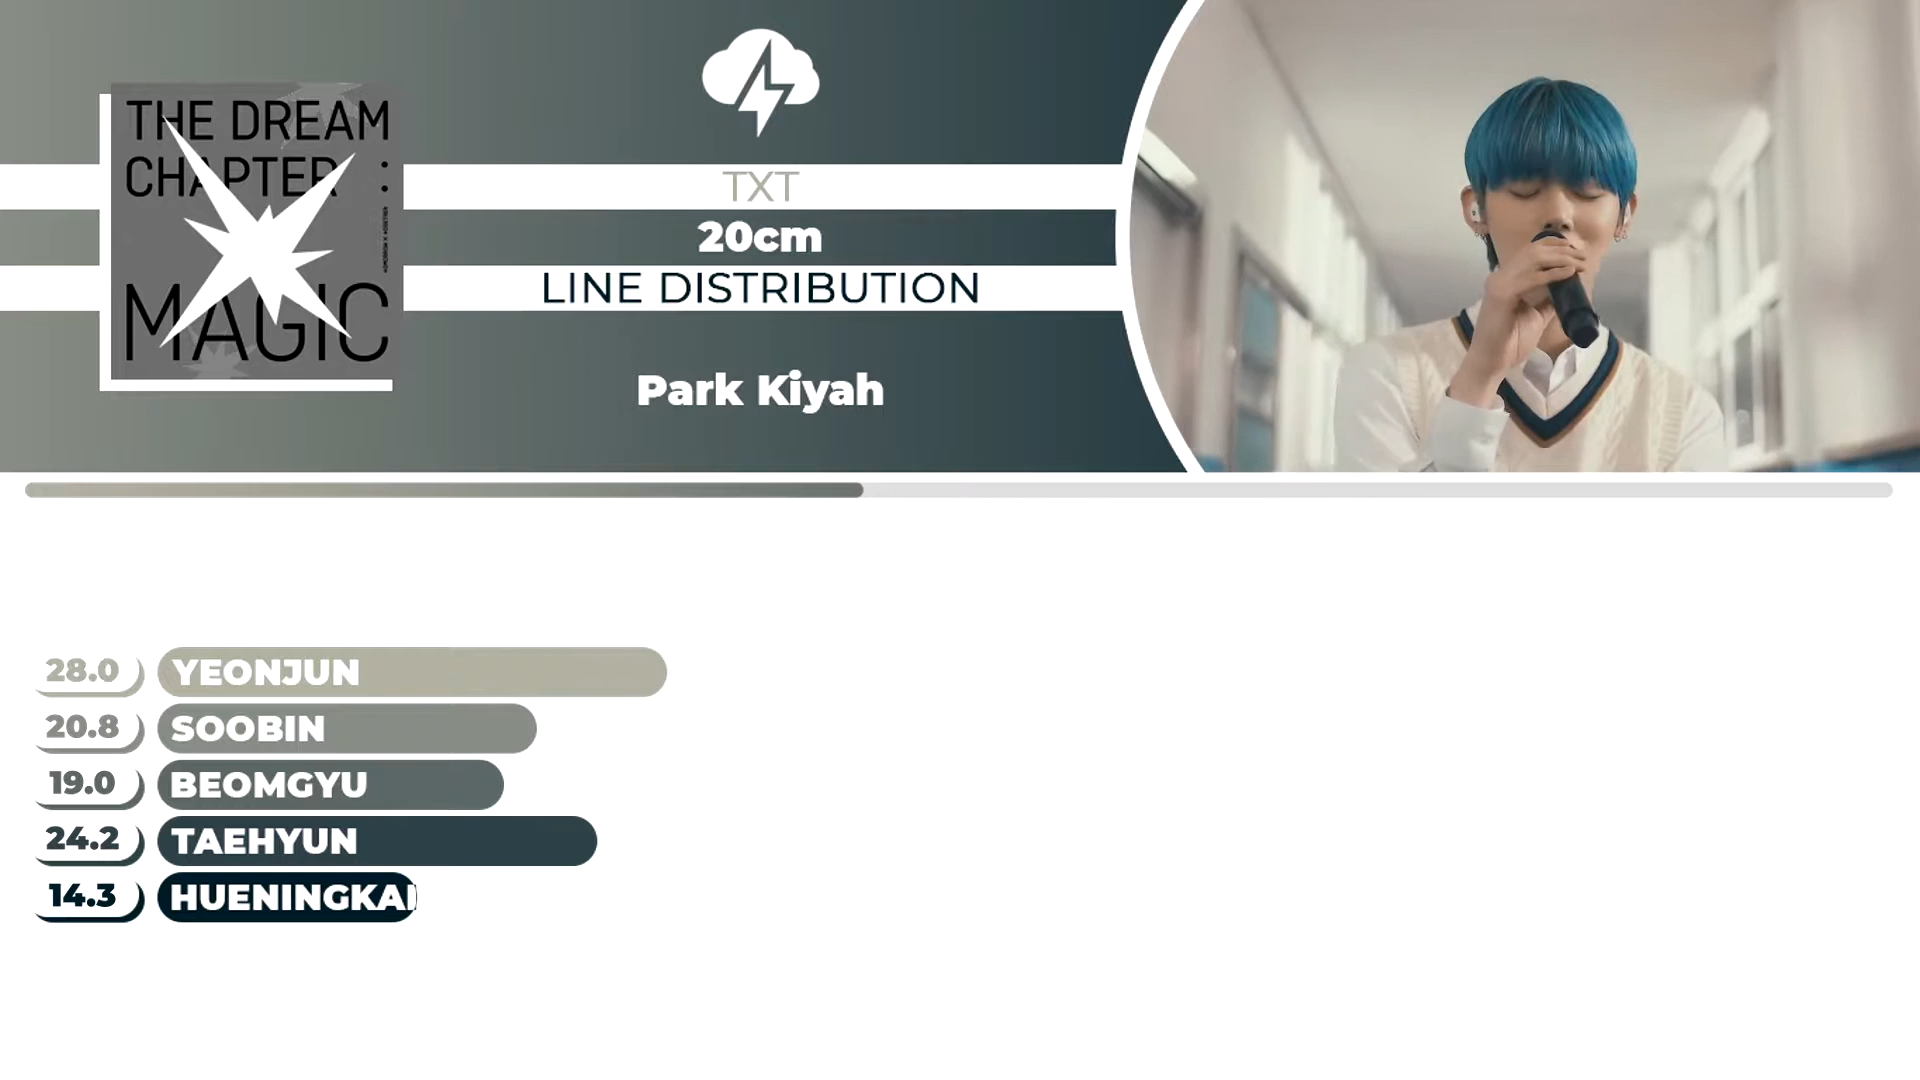 THE DREAM
CHAPTER :
MAGIC
TXT
20cm
LINE DISTRIBUTION
Park Kiyah
28.0 YEONJUN
20.8 SOOBIN
19.0 BEOMGYU
24.2 TAEHYUN
14.3 HUENINGKAI